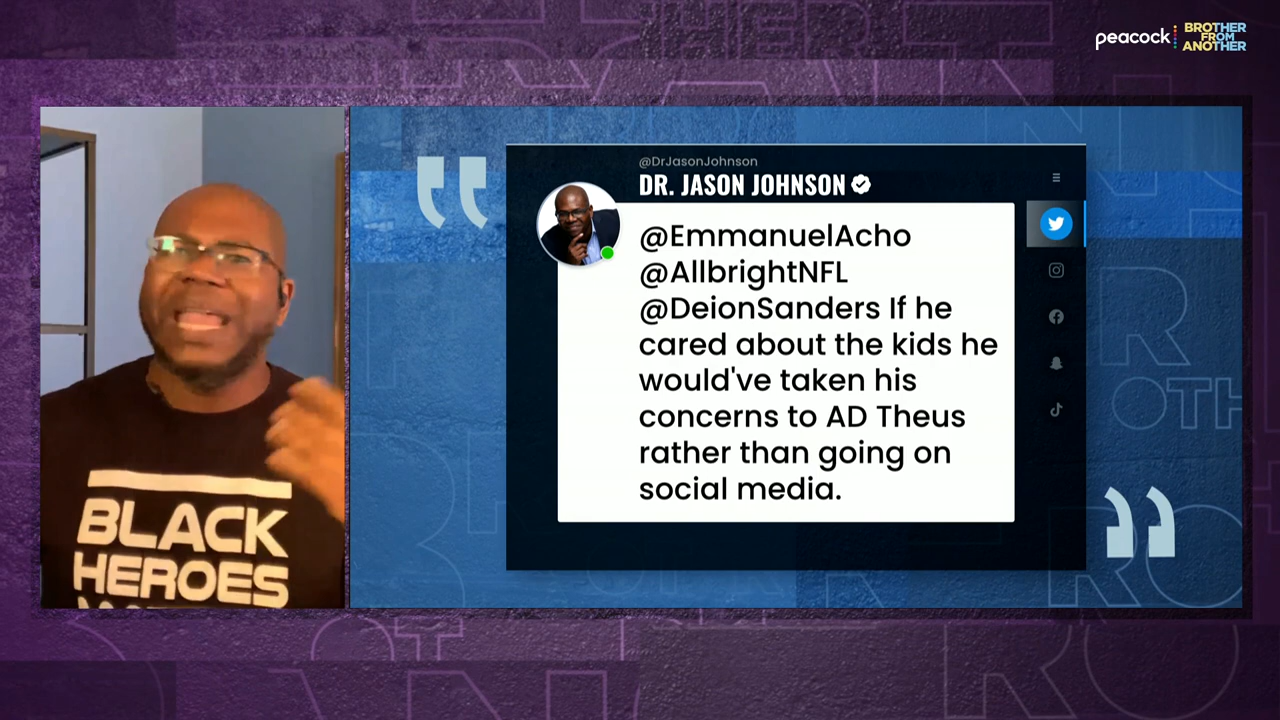 peacock
BROTHER
FROM
ANOTHER
@DrJasonJohnson
DR. JASON JOHNSON
@EmmanuelAcho
@AllbrightNFL
@DeionSanders If he
cared about the kids he
would've taken his
concerns to AD Theus
rather than going on
social media.
BLACK
HEROES